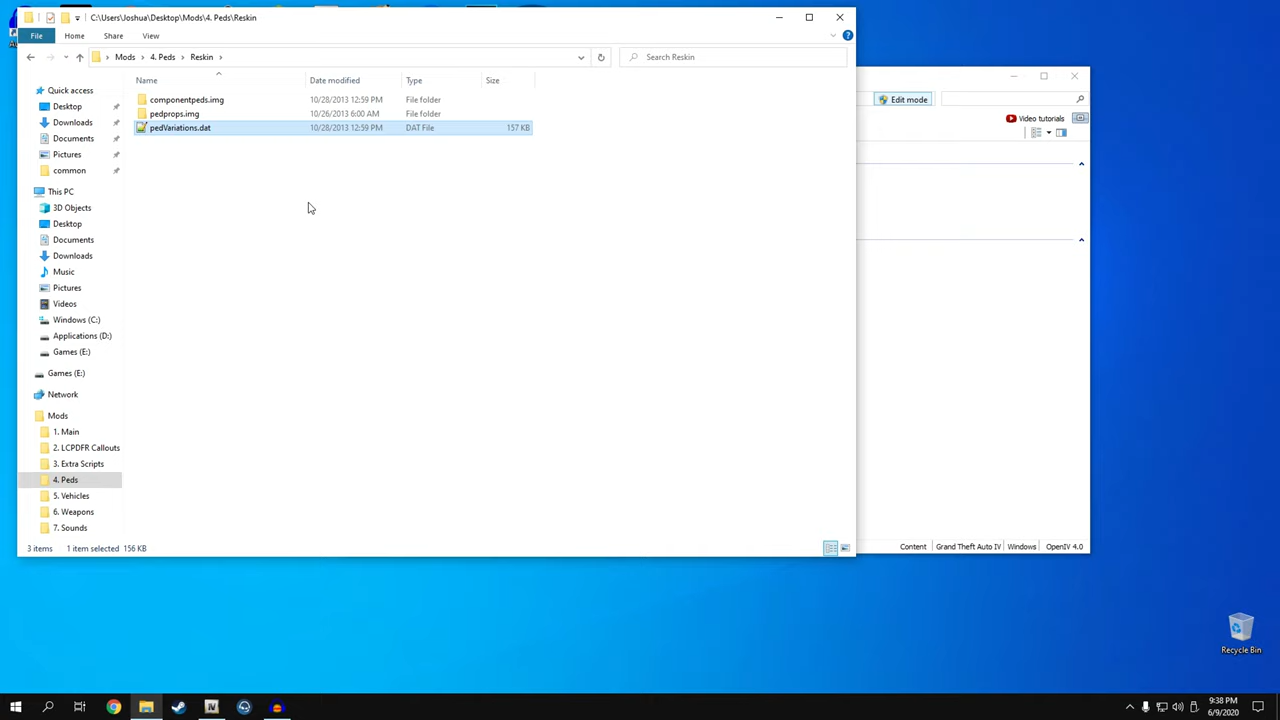 C:\Users\Joshua\Desktop\Mods\4. Peds\Reskin
File Home Share View
Mods 4. Peds Reskin
Search Reskin
Name Date modified Type Size
componentpeds.img 10/28/2013 12:59 PM File folder
pedprops.img 10/26/2013 6:00 AM File folder
pedVariations.dat 10/28/2013 12:59 PM DAT File 157 KB
Quick access
Desktop
Downloads
Documents
Pictures
common
This PC
3D Objects
Desktop
Documents
Downloads
Music
Pictures
Videos
Windows (C:)
Applications (D:)
Games (E:)
Games (E:)
Network
Mods
1. Main
2. LCPDFR Callouts
3. Extra Scripts
4. Peds
5. Vehicles
6. Weapons
7. Sounds
3 items 1 item selected 156 KB
Edit mode
Video tutorials
Content Grand Theft Auto IV Windows OpenIV 4.0
Recycle Bin
IV
9:38 PM
6/9/2020